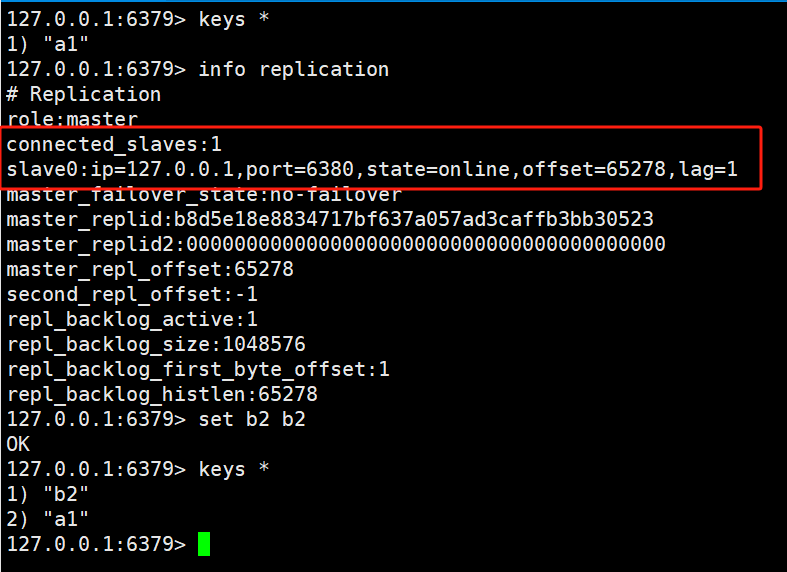 127.0.0.1:6379> keys *
1) "a1"
127.0.0.1:6379> info replication
# Replication
role:master
connected_slaves:1
slave0:ip=127.0.0.1,port=6380,state=online,offset=65278,lag=1
master_failover_state:no-failover
master_replid:b8d5e18e8834717bf637a057ad3caffb3bb30523
master_replid2:0000000000000000000000000000000000000000
master_repl_offset:65278
second_repl_offset:-1
repl_backlog_active:1
repl_backlog_size:1048576
repl_backlog_first_byte_offset:1
repl_backlog_histlen:65278
127.0.0.1:6379> set b2 b2
OK
127.0.0.1:6379> keys *
1) "b2"
2) "a1"
127.0.0.1:6379>